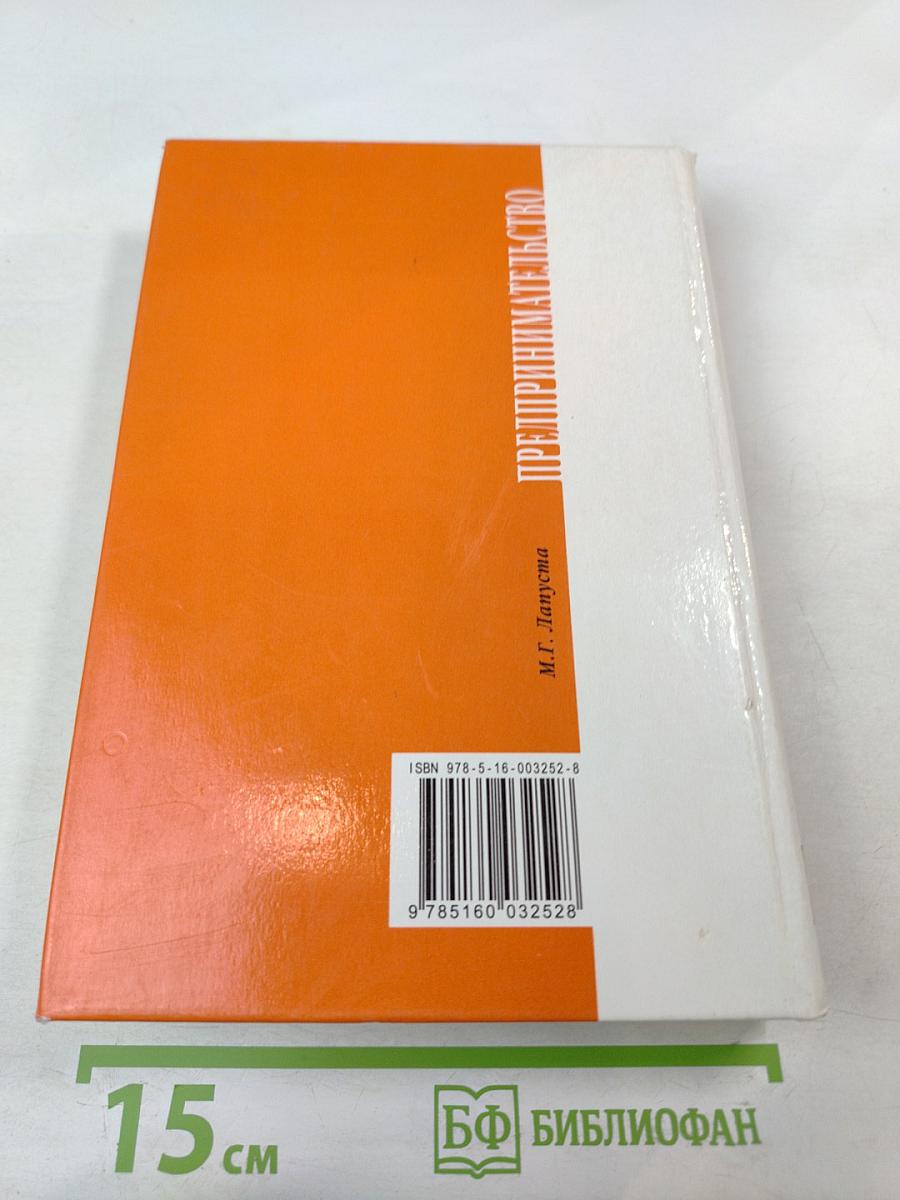 ПРЕДПРИНИМАТЕЛЬСТВО
М.Г. Лапуста
ISBN 978-5-16-003252-8
9 785160 032528
15 см
БФ БИБЛИОФАН